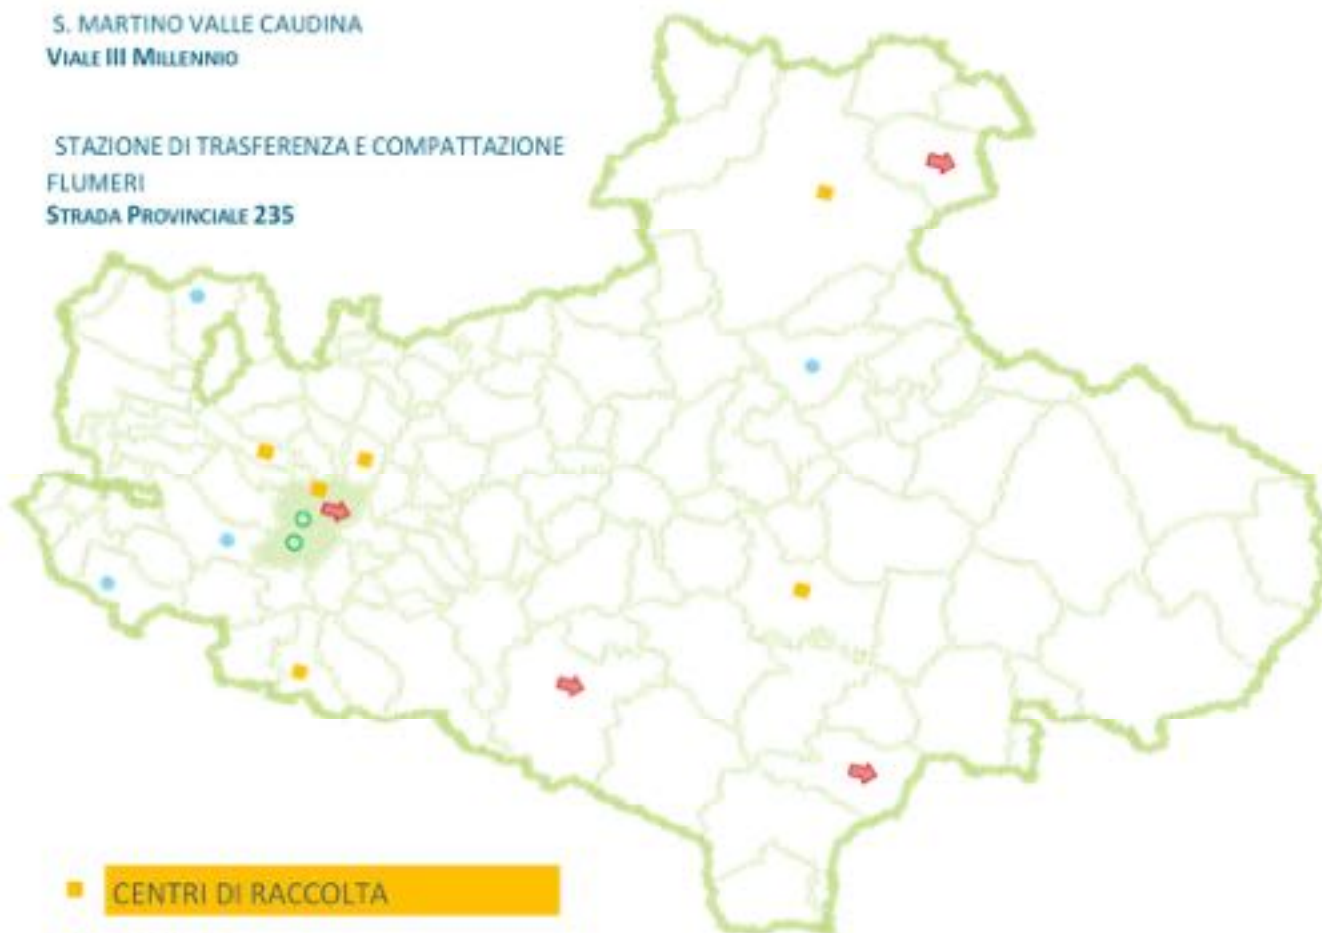 S. MARTINO VALLE CAUDINA
VIALE III MILLENNIO
STAZIONE DI TRASFERENZA E COMPATTAZIONE
FLUMERI
STRADA PROVINCIALE 235
CENTRI DI RACCOLTA